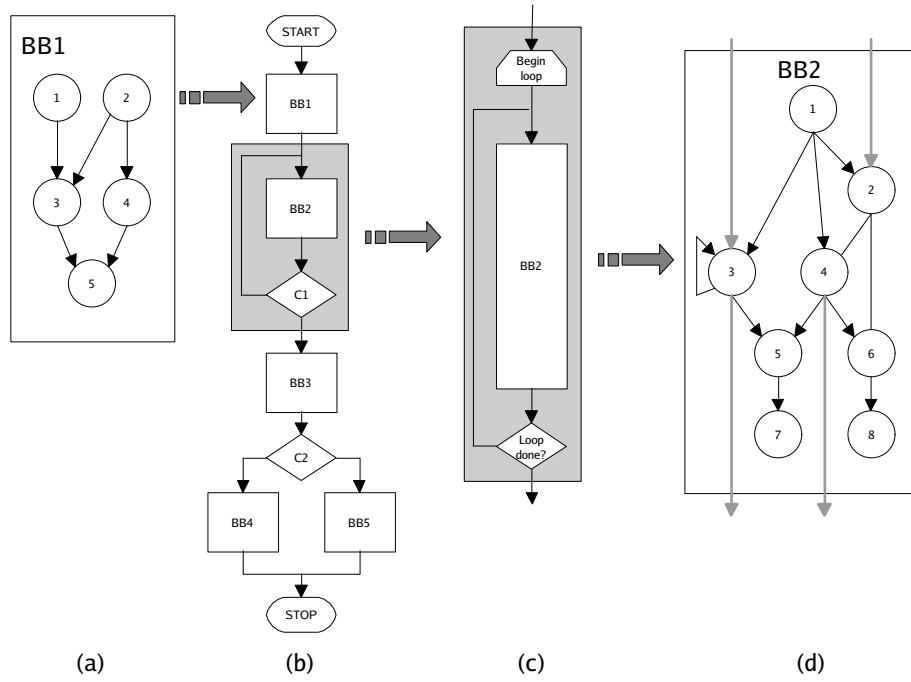 BB1
1
2
3
4
5
START
BB1
BB2
C1
BB3
C2
BB4
BB5
STOP
Begin
loop
BB2
Loop
done?
BB2
1
2
3
4
5
6
7
8
(a)
(b)
(c)
(d)